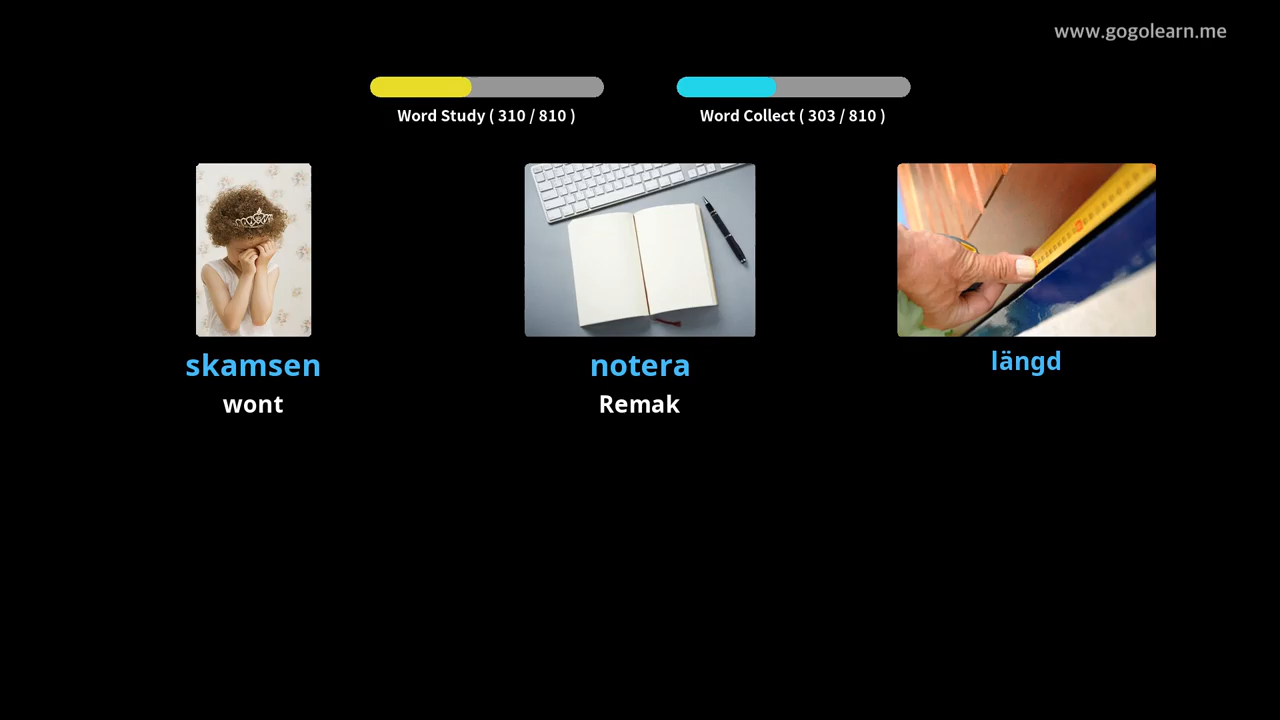 www.gogolearn.me
Word Study ( 310 / 810 )
Word Collect ( 303 / 810 )
skamsen
notera
längd
wont
Remak